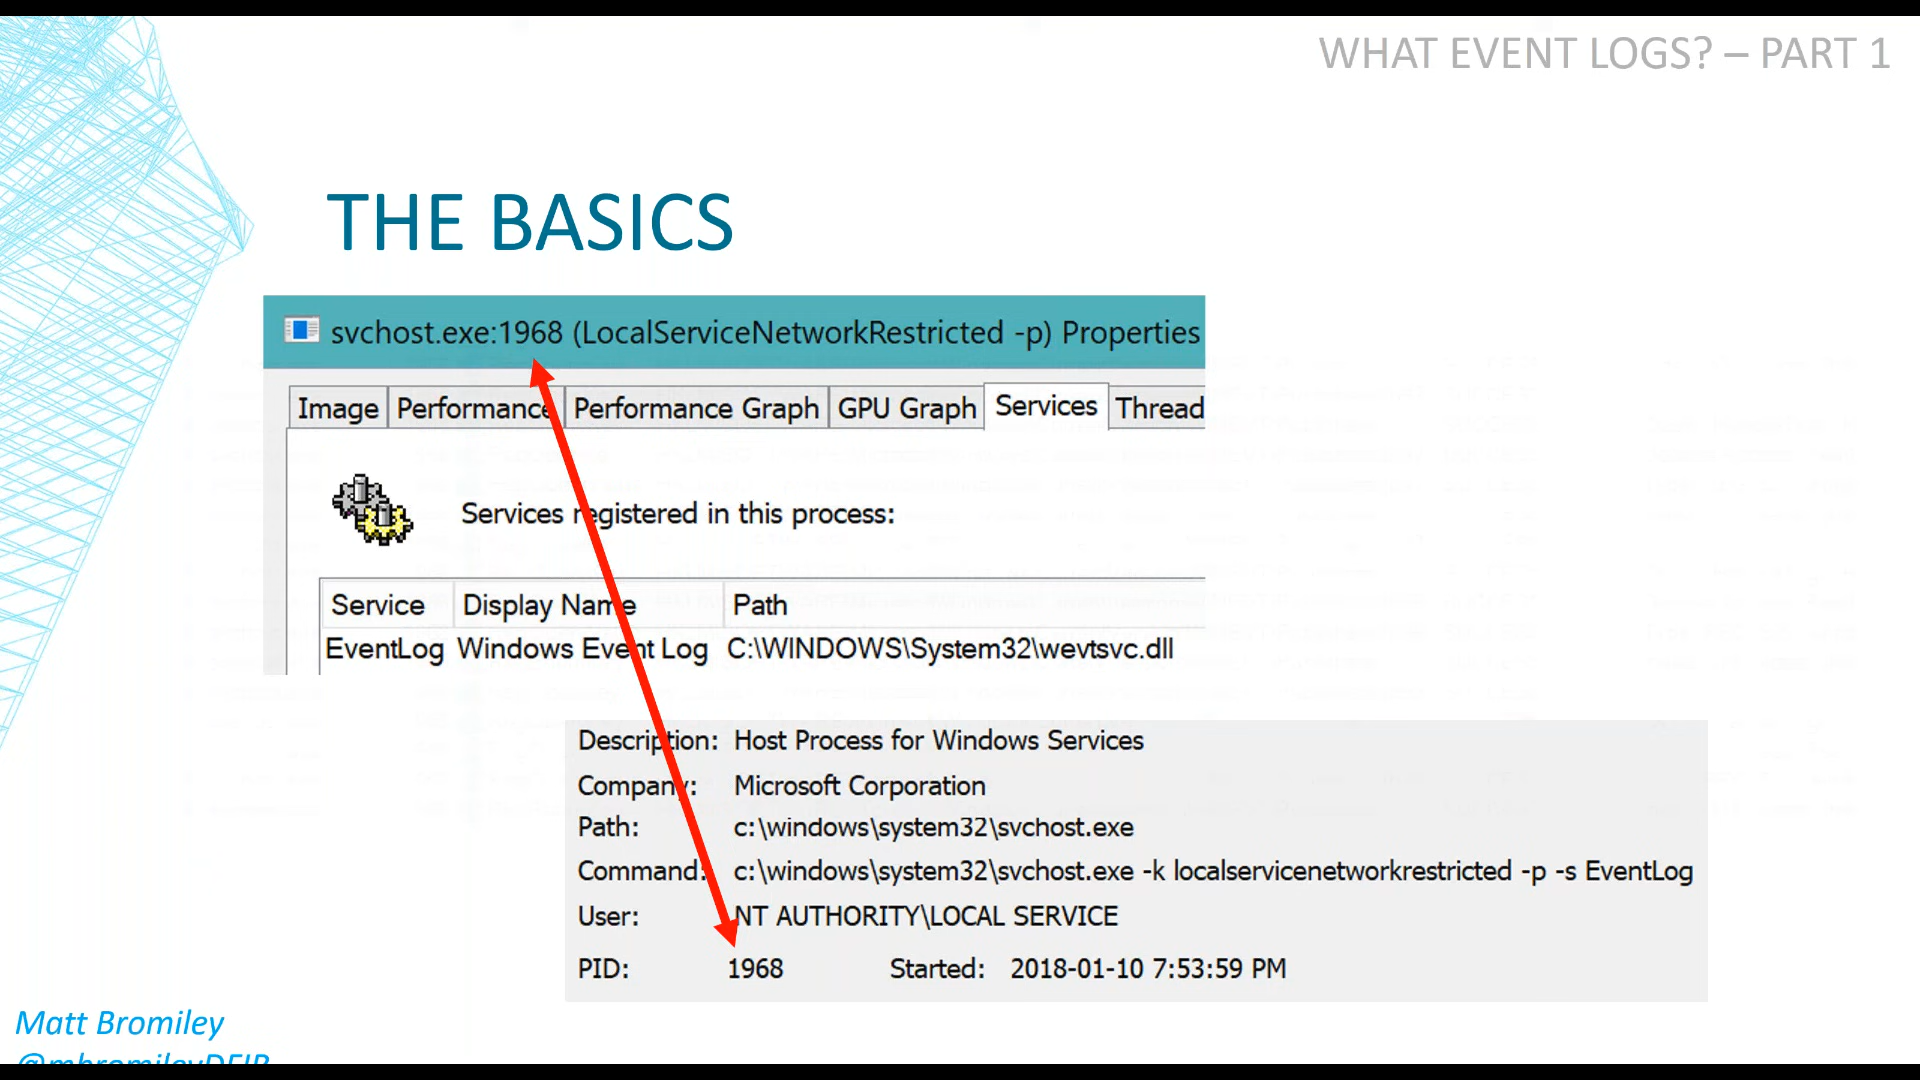 WHAT EVENT LOGS? – PART 1
THE BASICS
svchost.exe:1968 (LocalServiceNetworkRestricted -p) Properties
Image Performance Performance Graph GPU Graph Services Thread
Services registered in this process:
Service Display Name Path
EventLog Windows Event Log C:\WINDOWS\System32\wevtsvc.dll
Description: Host Process for Windows Services
Company: Microsoft Corporation
Path: c:\windows\system32\svchost.exe
Command: c:\windows\system32\svchost.exe -k localservicenetworkrestricted -p -s EventLog
User: NT AUTHORITY\LOCAL SERVICE
PID: 1968 Started: 2018-01-10 7:53:59 PM
Matt Bromiley
@mbromileyDFIR